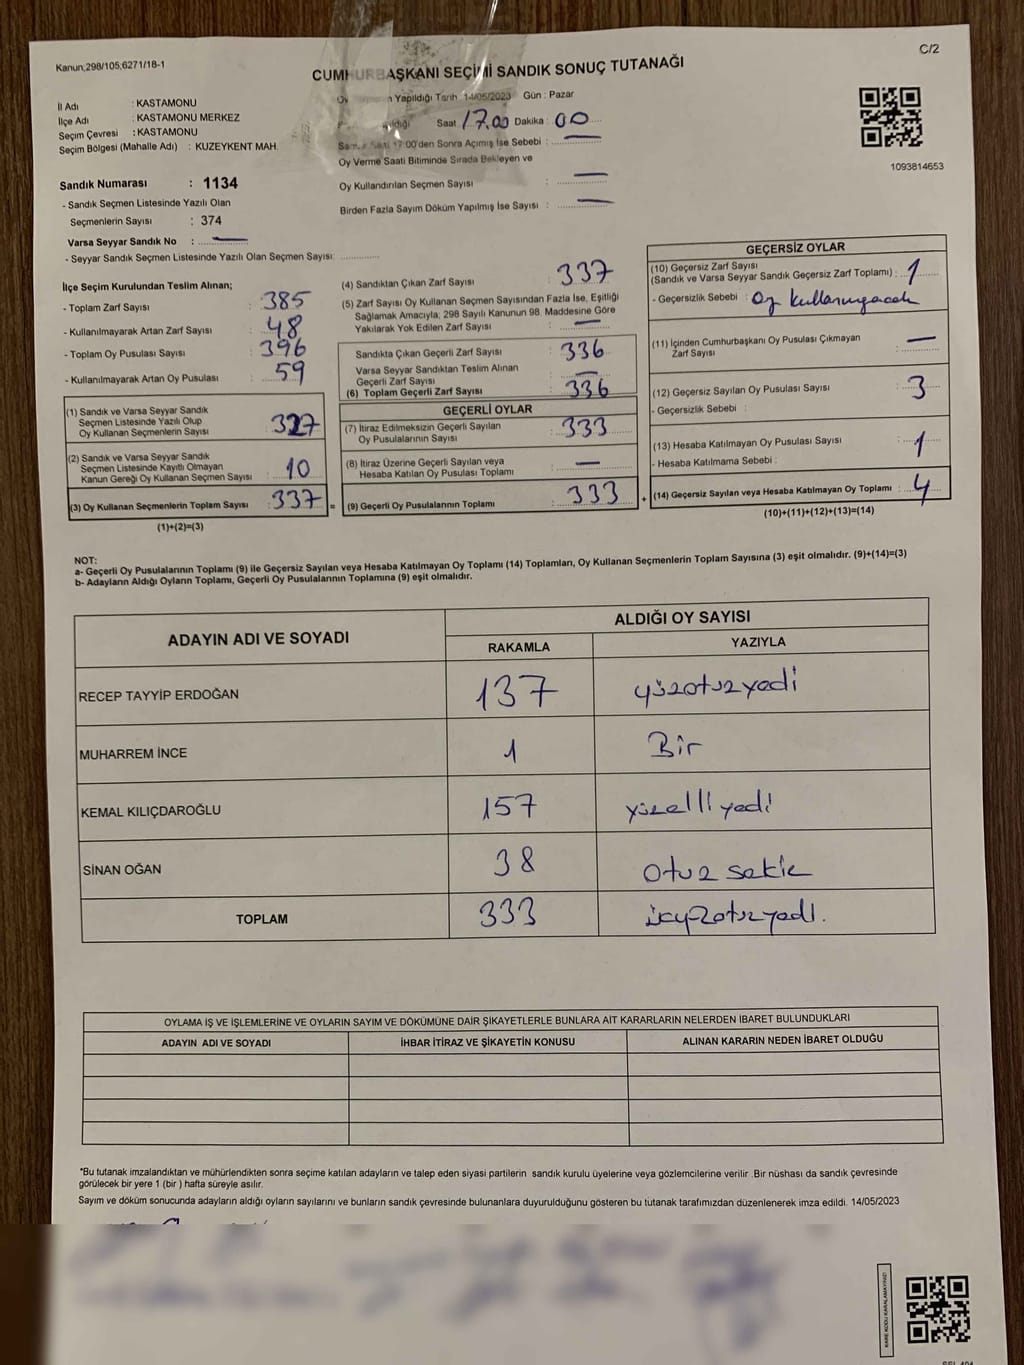 C/2
Kanun;298/105,6271/18-1
CUMHURBAŞKANI SEÇİMİ SANDIK SONUÇ TUTANAĞI
İl Adı : KASTAMONU
İlçe Adı : KASTAMONU MERKEZ
Seçim Çevresi : KASTAMONU
Seçim Bölgesi (Mahalle Adı) : KUZEYKENT MAH.
Sandık Numarası : 1134
- Sandık Seçmen Listesinde Yazılı Olan
Seçmenlerin Sayısı : 374
Varsa Seyyar Sandık No :
- Seyyar Sandık Seçmen Listesinde Yazılı Olan Seçmen Sayısı:
Yapıldığı Tarih 14/05/2023 Gün : Pazar
Saat 17.00 Dakika : 00
17:00'den Sonra Açımış İse Sebebi :
Oy Verme Saati Bitiminde Sırada Bekleyen ve
Oy Kullandırılan Seçmen Sayısı :
Birden Fazla Sayım Döküm Yapılmış İse Sayısı :
1093814653
İlçe Seçim Kurulundan Teslim Alınan;
- Toplam Zarf Sayısı : 385
- Kullanılmayarak Artan Zarf Sayısı : 48
- Toplam Oy Pusulası Sayısı : 396
- Kullanılmayarak Artan Oy Pusulası : 59
(1) Sandık ve Varsa Seyyar Sandık
Seçmen Listesinde Yazılı Olup
Oy Kullanan Seçmenlerin Sayısı : 327
(2) Sandık ve Varsa Seyyar Sandık
Seçmen Listesinde Kayıtlı Olmayan
Kanun Gereği Oy Kullanan Seçmen Sayısı : 10
(3) Oy Kullanan Seçmenlerin Toplam Sayısı : 337 =
(1)+(2)=(3)
(4) Sandıktan Çıkan Zarf Sayısı : 337
(5) Zarf Sayısı Oy Kullanan Seçmen Sayısından Fazla İse, Eşitliği
Sağlamak Amacıyla; 298 Sayılı Kanunun 98. Maddesine Göre
Yakılarak Yok Edilen Zarf Sayısı :
Sandıkta Çıkan Geçerli Zarf Sayısı : 336
Varsa Seyyar Sandıktan Teslim Alınan
Geçerli Zarf Sayısı :
(6) Toplam Geçerli Zarf Sayısı : 336
GEÇERLİ OYLAR
(7) İtiraz Edilmeksizin Geçerli Sayılan
Oy Pusulalarının Sayısı : 333
(8) İtiraz Üzerine Geçerli Sayılan veya
Hesaba Katılan Oy Pusulası Toplamı :
(9) Geçerli Oy Pusulalarının Toplamı : 333 +
GEÇERSİZ OYLAR
(10) Geçersiz Zarf Sayısı
(Sandık ve Varsa Seyyar Sandık Geçersiz Zarf Toplamı) : 1
- Geçersizlik Sebebi :
(11) İçinden Cumhurbaşkanı Oy Pusulası Çıkmayan
Zarf Sayısı :
(12) Geçersiz Sayılan Oy Pusulası Sayısı : 3
- Geçersizlik Sebebi :
(13) Hesaba Katılmayan Oy Pusulası Sayısı : 1
- Hesaba Katılmama Sebebi :
(14) Geçersiz Sayılan veya Hesaba Katılmayan Oy Toplamı : 4
(10)+(11)+(12)+(13)=(14)
NOT:
a- Geçerli Oy Pusulalarının Toplamı (9) ile Geçersiz Sayılan veya Hesaba Katılmayan Oy Toplamı (14) Toplamları, Oy Kullanan Seçmenlerin Toplam Sayısına (3) eşit olmalıdır. (9)+(14)=(3)
b- Adayların Aldığı Oyların Toplamı, Geçerli Oy Pusulalarının Toplamına (9) eşit olmalıdır.
ADAYIN ADI VE SOYADI
ALDIĞI OY SAYISI
RAKAMLA YAZIYLA
RECEP TAYYİP ERDOĞAN 137 yüzotuzyedi
MUHARREM İNCE 1 Bir
KEMAL KILIÇDAROĞLU 157 yüzelliyedi
SİNAN OĞAN 38 otuz sekiz
TOPLAM 333
OYLAMA İŞ VE İŞLEMLERİNE VE OYLARIN SAYIM VE DÖKÜMÜNE DAİR ŞİKAYETLERLE BUNLARA AİT KARARLARIN NELERDEN İBARET BULUNDUKLARI
ADAYIN ADI VE SOYADI İHBAR İTİRAZ VE ŞİKAYETİN KONUSU ALINAN KARARIN NEDEN İBARET OLDUĞU
*Bu tutanak imzalandıktan ve mühürlendikten sonra seçime katılan adayların ve talep eden siyasi partilerin sandık kurulu üyelerine veya gözlemcilerine verilir .Bir nüshası da sandık çevresinde
görülecek bir yere 1 (bir) hafta süreyle asılır.
Sayım ve döküm sonucunda adayların aldığı oyların sayılarını ve bunların sandık çevresinde bulunanlara duyurulduğunu gösteren bu tutanak tarafımızdan düzenlenerek imza edildi. 14/05/2023
KARE KODU KARALAMAYINIZ!